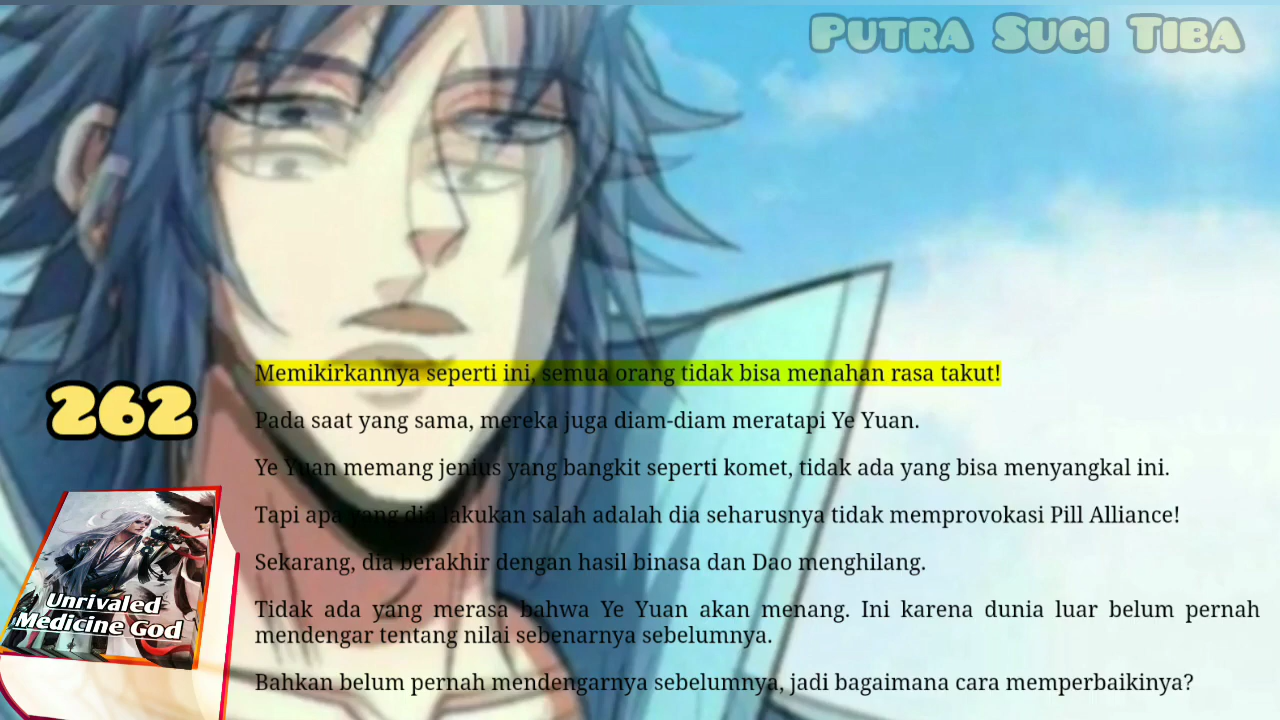 Putra Suci Tiba
Memikirkannya seperti ini, semua orang tidak bisa menahan rasa takut!
Pada saat yang sama, mereka juga diam-diam meratapi Ye Yuan.
262
Ye Yuan memang jenius yang bangkit seperti komet, tidak ada yang bisa menyangkal ini.
Tapi apa yang dia lakukan salah adalah dia seharusnya tidak memprovokasi Pill Alliance!
Sekarang, dia berakhir dengan hasil binasa dan Dao menghilang.
Tidak ada yang merasa bahwa Ye Yuan akan menang. Ini karena dunia luar belum pernah
mendengar tentang nilai sebenarnya sebelumnya.
Bahkan belum pernah mendengarnya sebelumnya, jadi bagaimana cara memperbaikinya?
Unrivaled
Medicine God